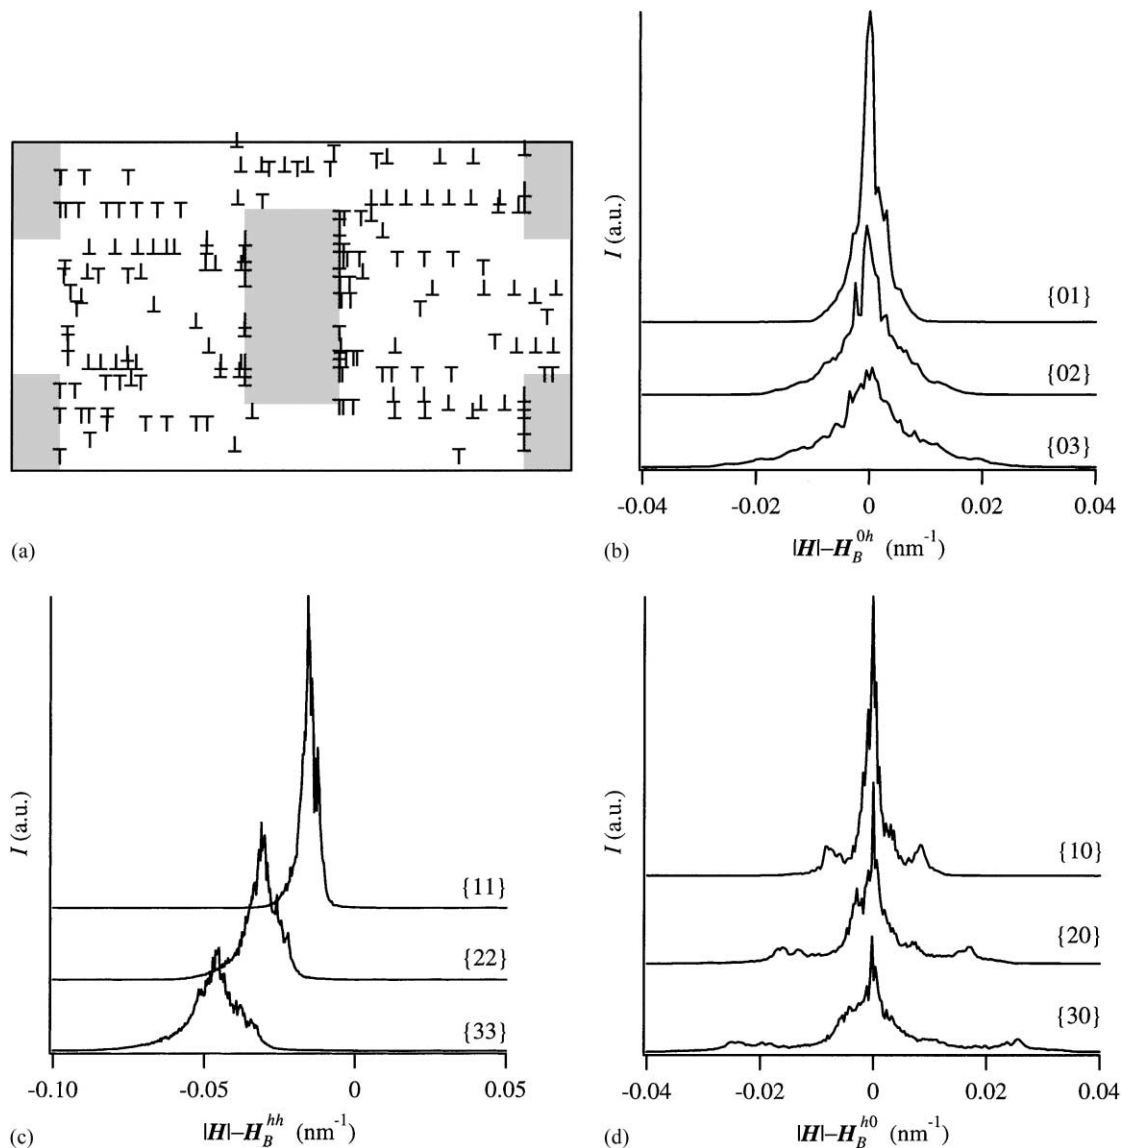 (a)
I (a.u.)
{01}
{02}
{03}
-0.04 -0.02 0 0.02 0.04
|H|–H_B^{0h} (nm⁻¹)
(b)
I (a.u.)
{11}
{22}
{33}
-0.10 -0.05 0 0.05
|H|–H_B^{hh} (nm⁻¹)
(c)
I (a.u.)
{10}
{20}
{30}
-0.04 -0.02 0 0.02 0.04
|H|–H_B^{h0} (nm⁻¹)
(d)